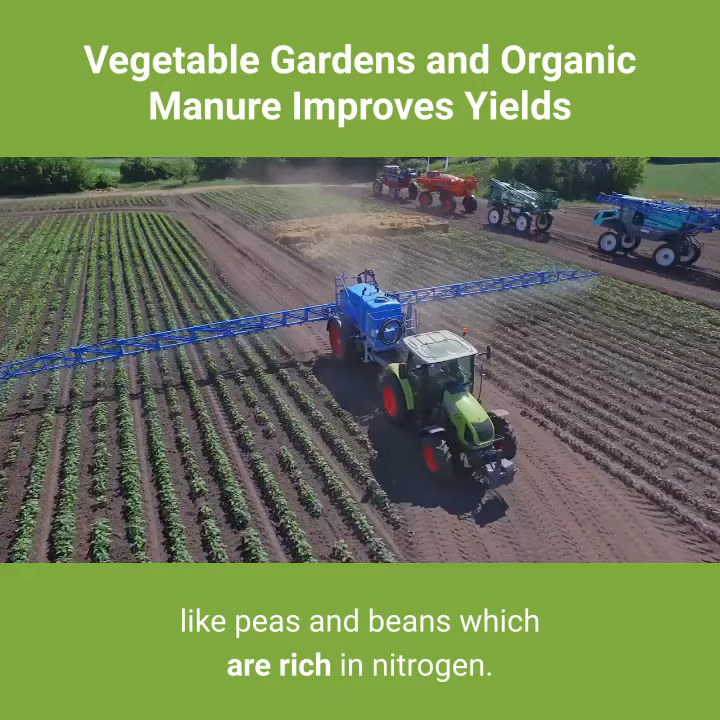 Vegetable Gardens and Organic
Manure Improves Yields
like peas and beans which
are rich in nitrogen.